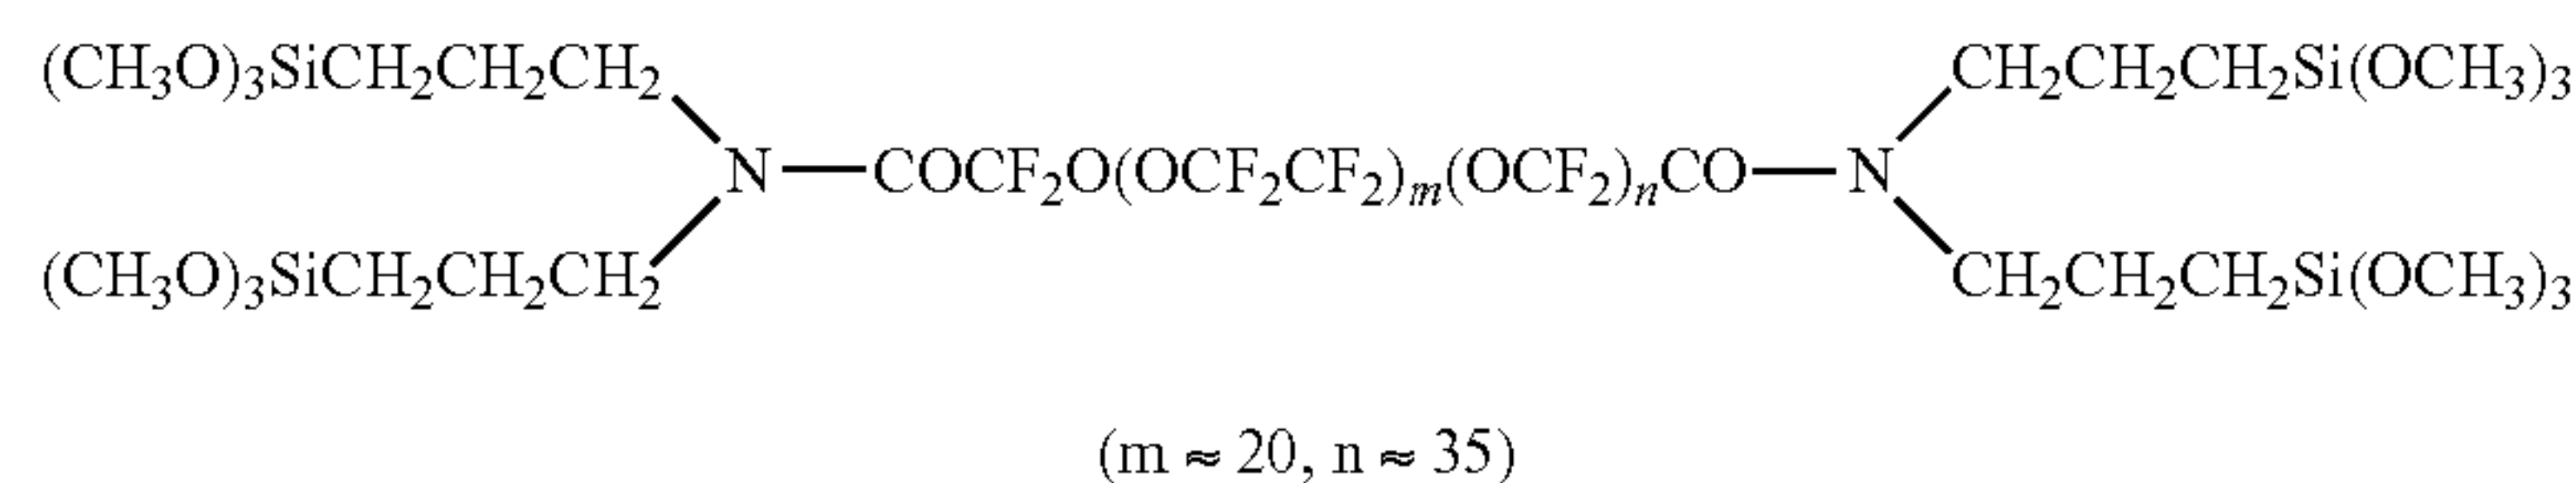 (CH₃O)₃SiCH₂CH₂CH₂ CH₂CH₂CH₂Si(OCH₃)₃
N—COCF₂O(OCF₂CF₂)ₘ(OCF₂)ₙCO—N
(CH₃O)₃SiCH₂CH₂CH₂ CH₂CH₂CH₂Si(OCH₃)₃
(m ≈ 20, n ≈ 35)